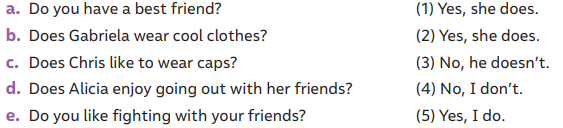 a. Do you have a best friend? (1) Yes, she does.
b. Does Gabriela wear cool clothes? (2) Yes, she does.
c. Does Chris like to wear caps? (3) No, he doesn't.
d. Does Alicia enjoy going out with her friends? (4) No, I don't.
e. Do you like fighting with your friends? (5) Yes, I do.